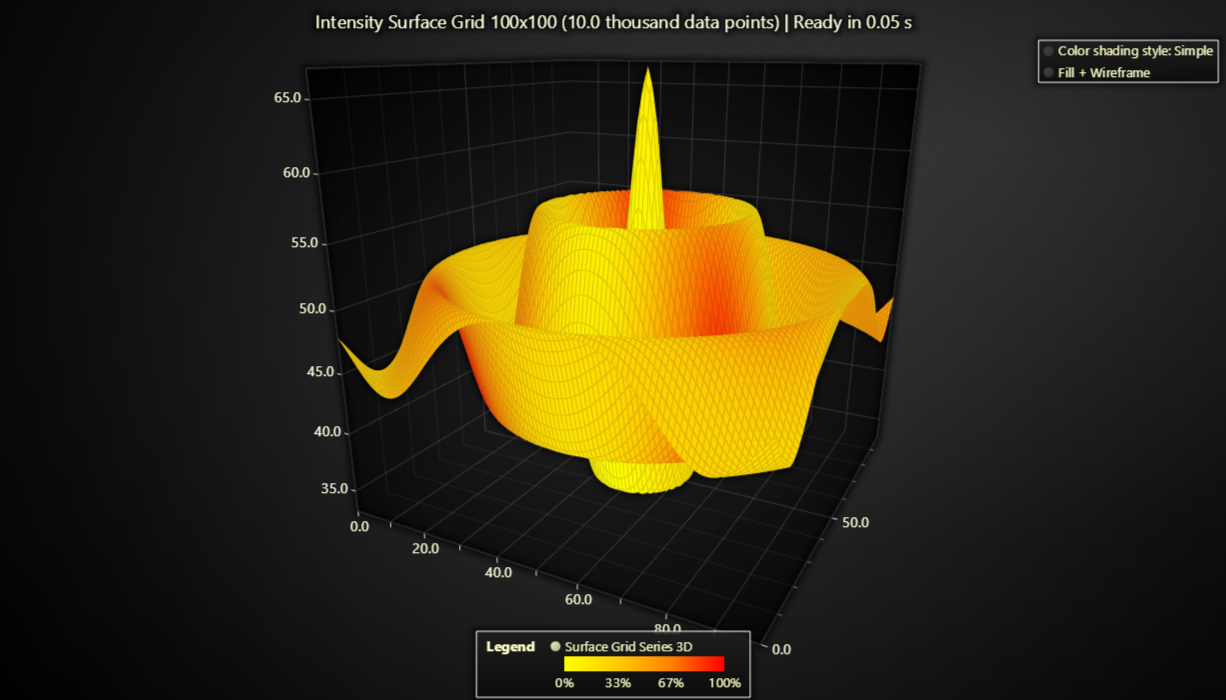 Intensity Surface Grid 100x100 (10.0 thousand data points) | Ready in 0.05 s
Color shading style: Simple
Fill + Wireframe
65.0
60.0
55.0
50.0
45.0
40.0
35.0
0.0
20.0
40.0
60.0
80.0
0.0
50.0
Legend
Surface Grid Series 3D
0% 33% 67% 100%